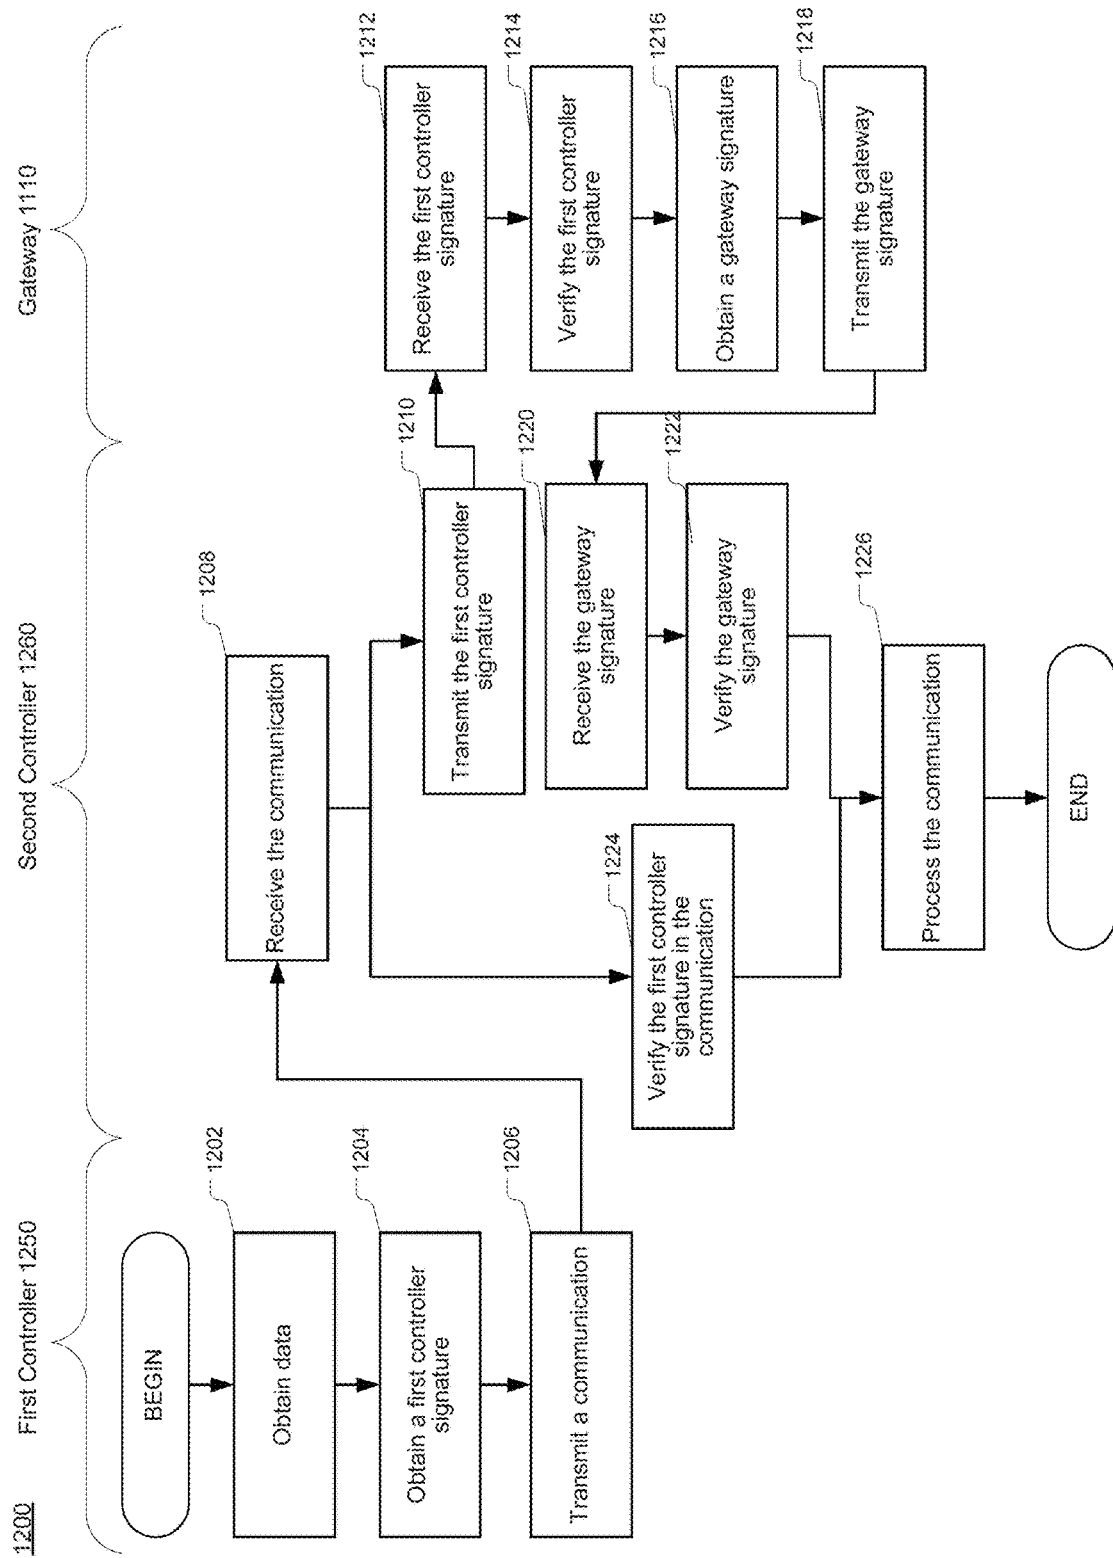 1200
First Controller 1250
Second Controller 1260
Gateway 1110
BEGIN
1202
Obtain data
1204
Obtain a first controller
signature
1206
Transmit a communication
1208
Receive the communication
1210
Transmit the first controller
signature
1212
Receive the first controller
signature
1214
Verify the first controller
signature
1216
Obtain a gateway signature
1218
Transmit the gateway
signature
1220
Receive the gateway
signature
1222
Verify the gateway
signature
1224
Verify the first controller
signature in the
communication
1226
Process the communication
END